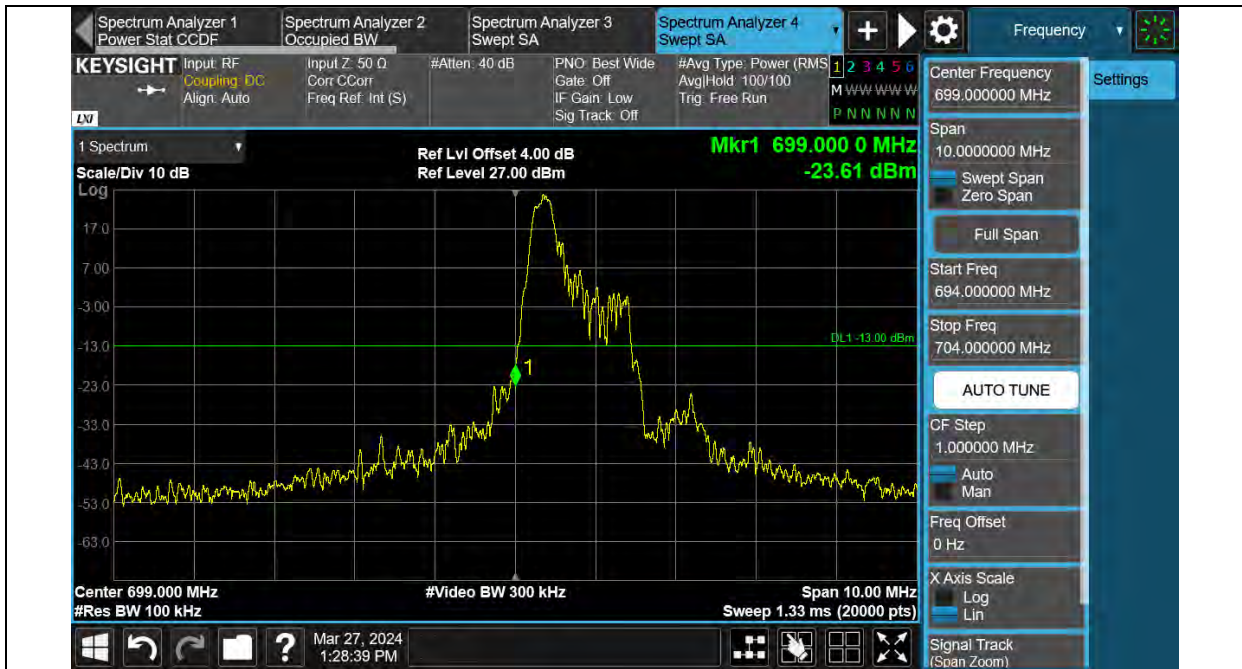 Spectrum Analyzer 1
Power Stat CCDF
Spectrum Analyzer 2
Occupied BW
Spectrum Analyzer 3
Swept SA
Spectrum Analyzer 4
Swept SA
+
Frequency
KEYSIGHT
LXI
Input: RF
Coupling: DC
Align: Auto
Input Z: 50 Ω
Corr CCorr
Freq Ref: Int (S)
#Atten: 40 dB
PNO: Best Wide
Gate: Off
IF Gain: Low
Sig Track: Off
#Avg Type: Power (RMS
Avg|Hold: 100/100
Trig: Free Run
1 2 3 4 5 6
M W W W W W
P N N N N N
1 Spectrum
Scale/Div 10 dB
Log
Ref Lvl Offset 4.00 dB
Ref Level 27.00 dBm
Mkr1 699.000 0 MHz
-23.61 dBm
17.0
7.00
-3.00
-13.0
-23.0
-33.0
-43.0
-53.0
-63.0
DL1 -13.00 dBm
1
Center 699.000 MHz
#Res BW 100 kHz
#Video BW 300 kHz
Span 10.00 MHz
Sweep 1.33 ms (20000 pts)
Center Frequency
699.000000 MHz
Settings
Span
10.0000000 MHz
Swept Span
Zero Span
Full Span
Start Freq
694.000000 MHz
Stop Freq
704.000000 MHz
AUTO TUNE
CF Step
1.000000 MHz
Auto
Man
Freq Offset
0 Hz
X Axis Scale
Log
Lin
Signal Track
(Span Zoom)
?
Mar 27, 2024
1:28:39 PM